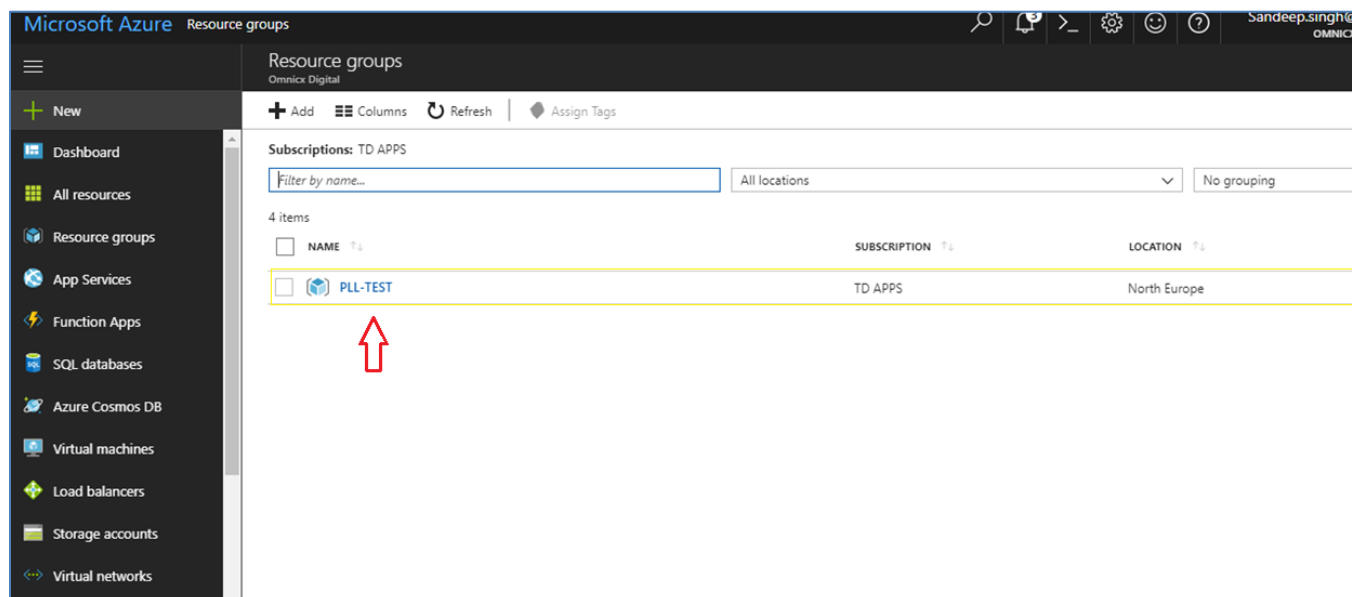 Microsoft Azure Resource groups
3
Sandeep.singh@
OMNICX
Resource groups
Omnicx Digital
New
Add Columns Refresh Assign Tags
Dashboard
Subscriptions: TD APPS
Filter by name... All locations No grouping
All resources
4 items
Resource groups
NAME SUBSCRIPTION LOCATION
App Services
PLL-TEST TD APPS North Europe
Function Apps
SQL databases
Azure Cosmos DB
Virtual machines
Load balancers
Storage accounts
Virtual networks